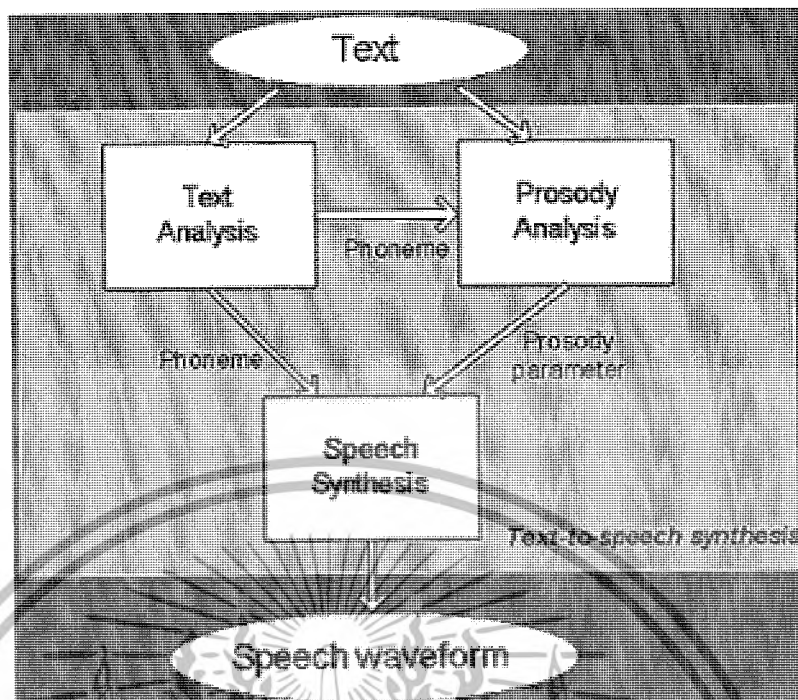 Text
Text
Analysis
Prosody
Analysis
Phoneme
Phoneme
Prosody
parameter
Speech
Synthesis
Text-to-speech synthesis
Speech waveform